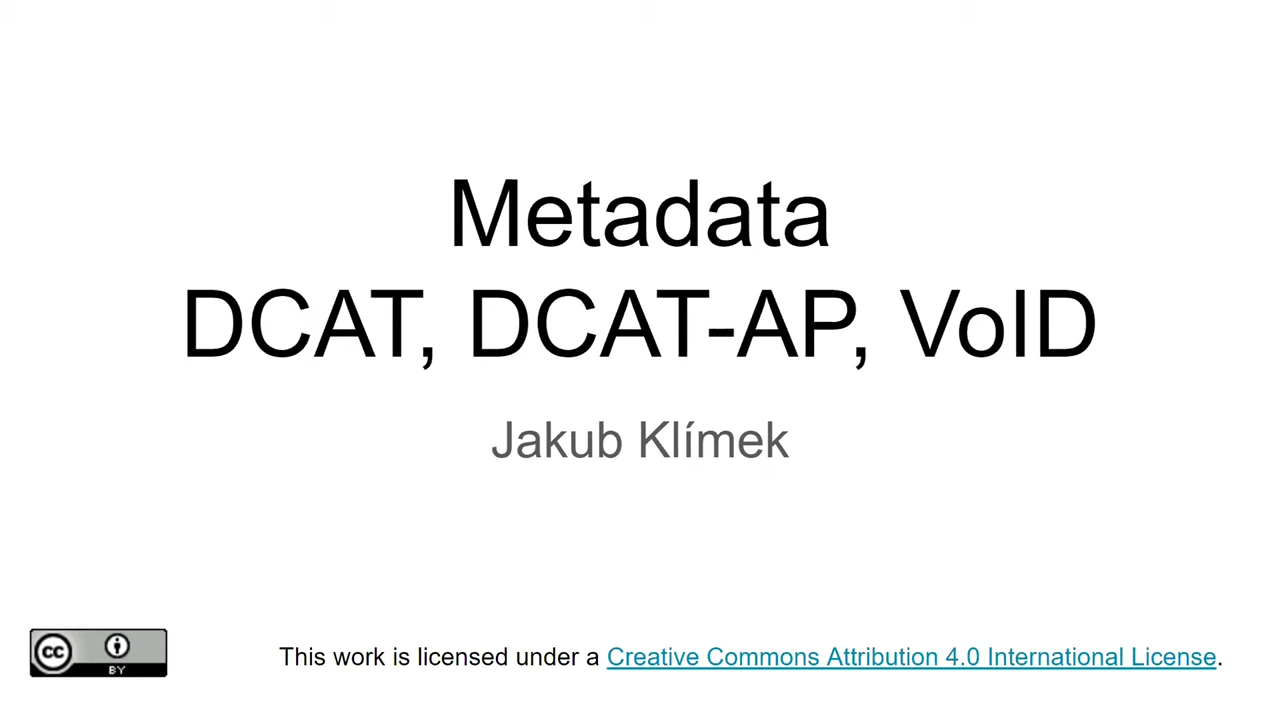 Metadata
DCAT, DCAT-AP, VoID
Jakub Klímek
cc
BY
This work is licensed under a Creative Commons Attribution 4.0 International License.